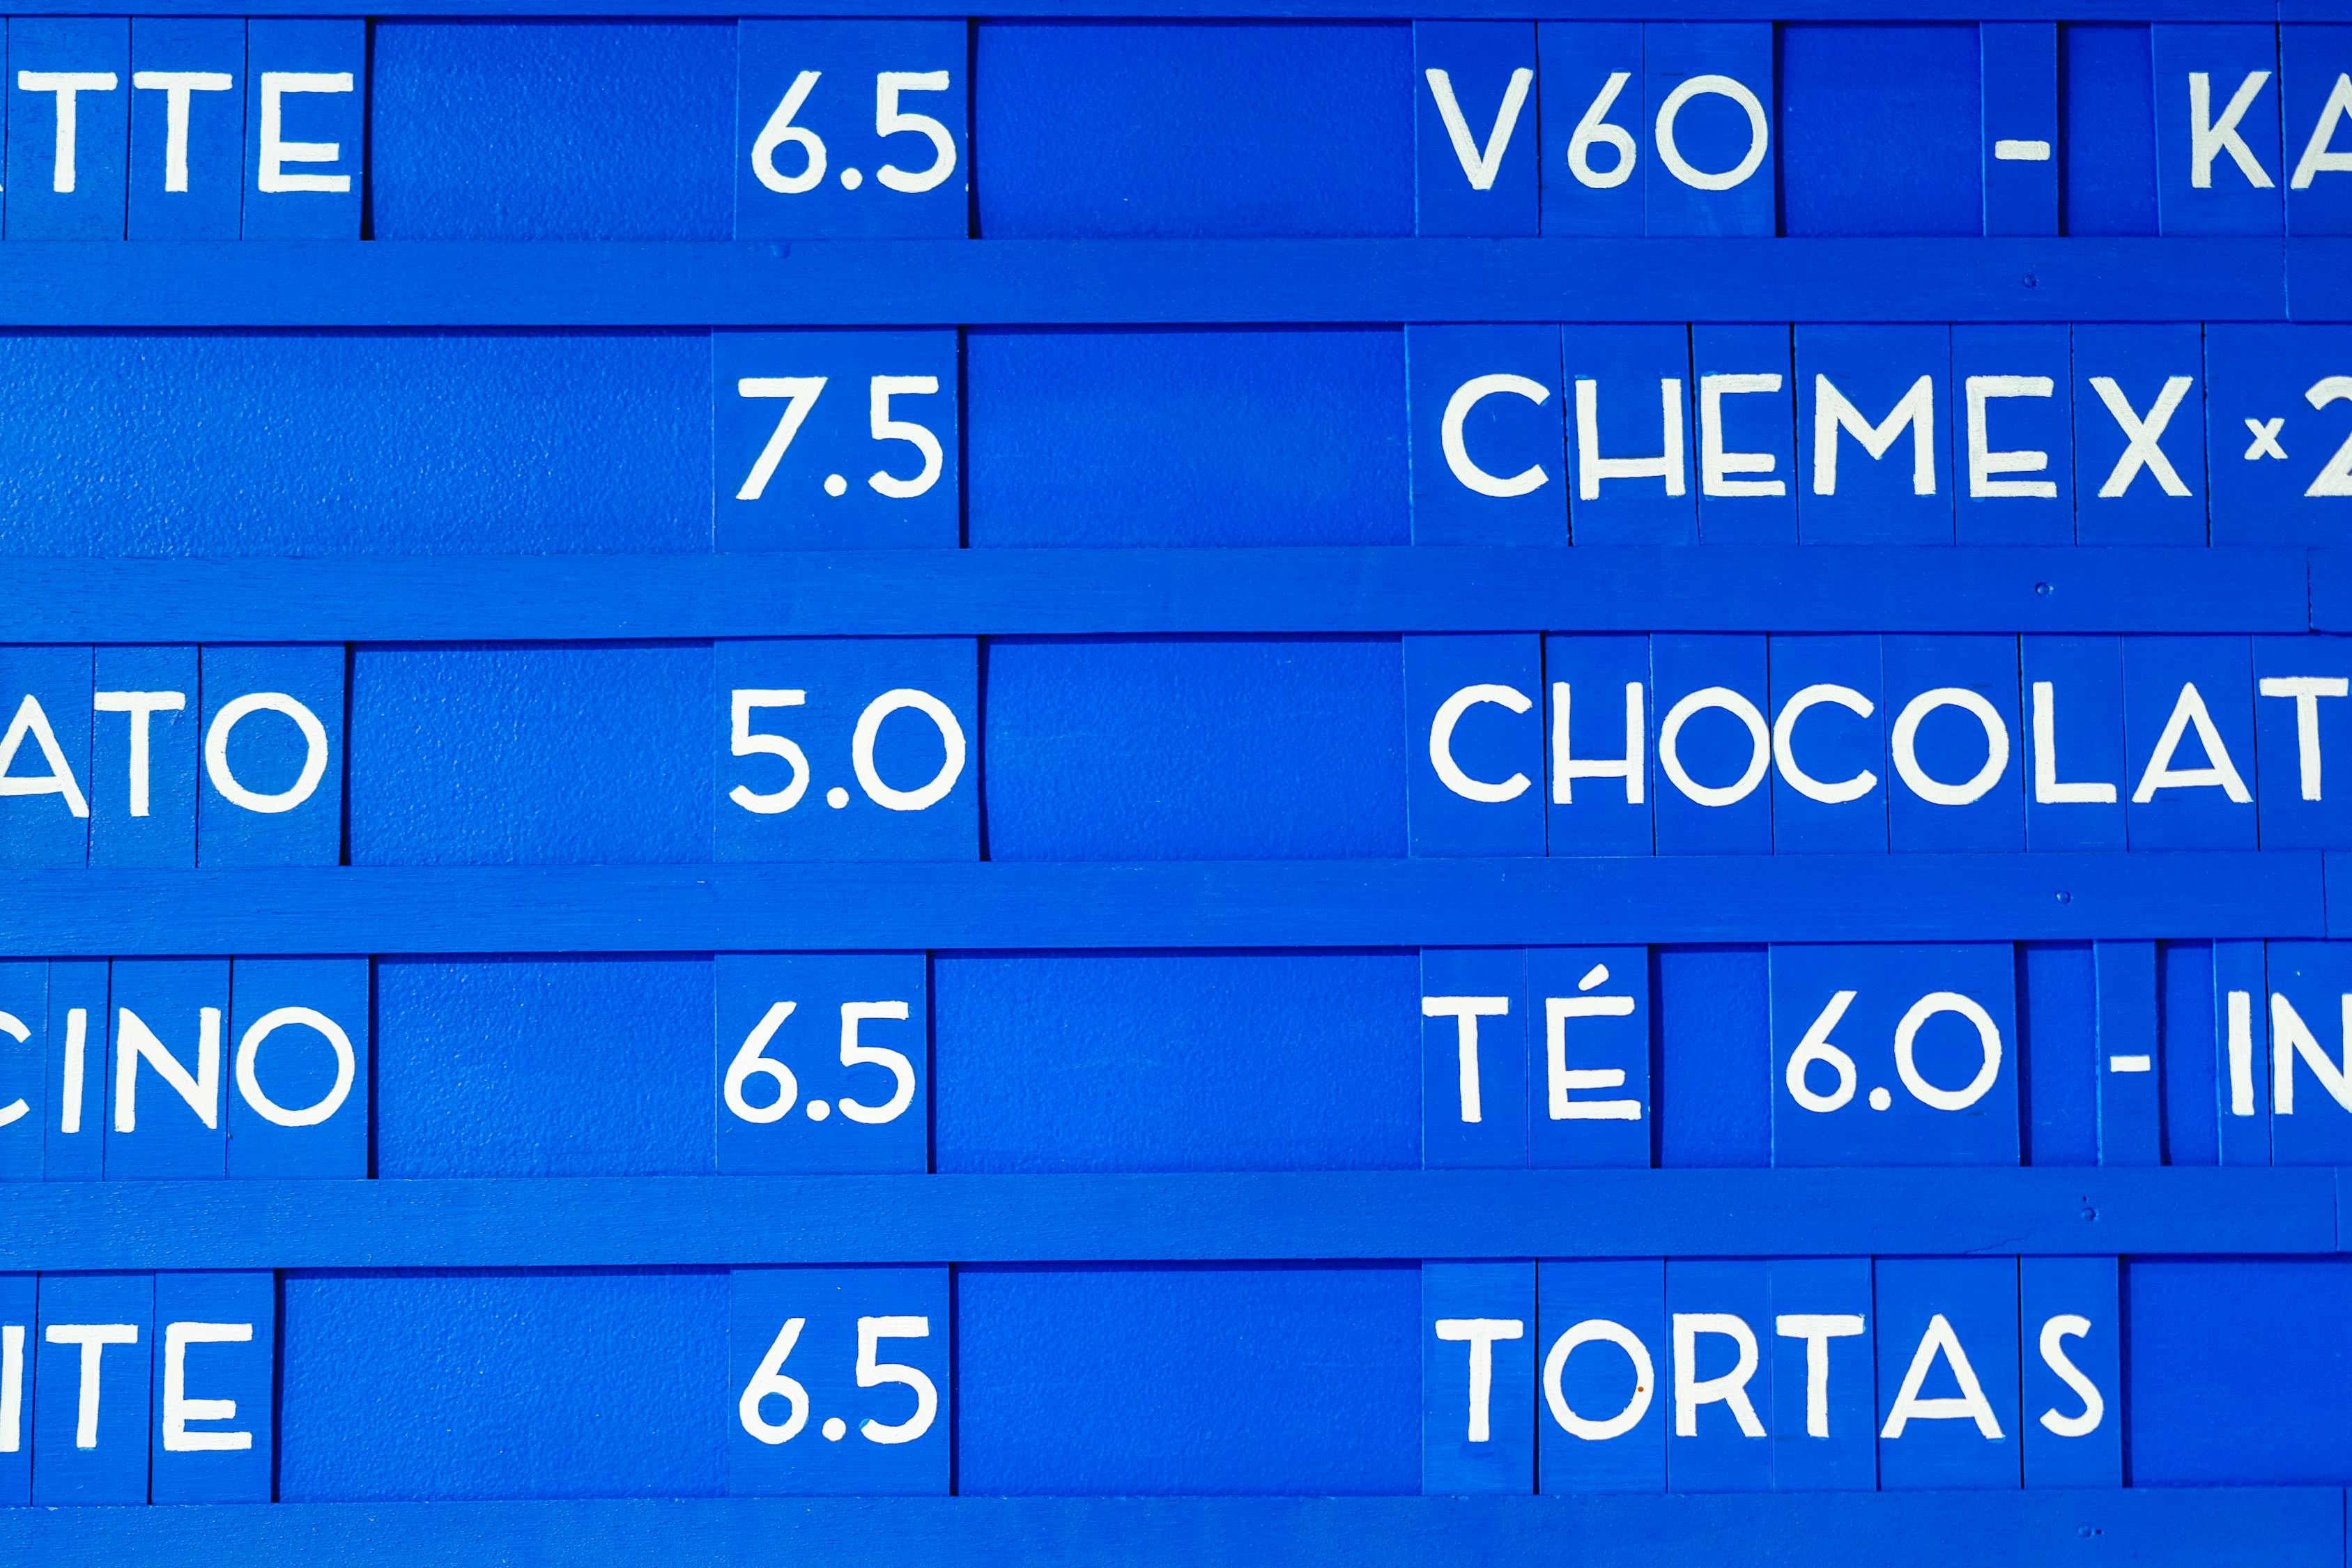 TTE 6.5 V60 - KA
7.5 CHEMEX x2
ATO 5.0 CHOCOLAT
CINO 6.5 TÉ 6.0 - IN
ITE 6.5 TORTAS